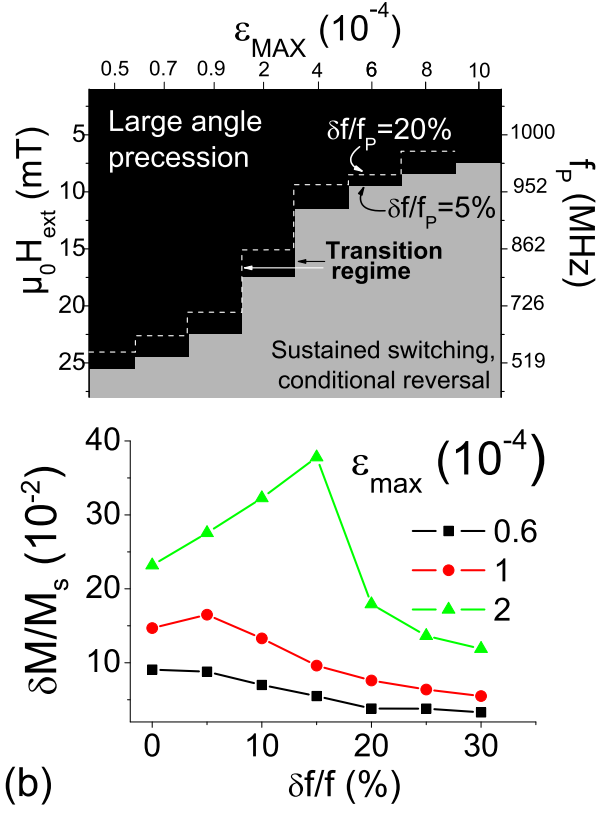 ε_MAX (10^-4)
0.5 0.7 0.9 2 4 6 8 10
μ₀H_ext (mT)
5
10
15
20
25
Large angle
precession
δf/f_P=20%
δf/f_P=5%
Transition
regime
Sustained switching,
conditional reversal
1000
952
862
726
519
f_P (MHz)
δM/M_s (10^-2)
40
30
20
10
ε_max (10^-4)
0.6
1
2
0 10 20 30
δf/f (%)
(b)